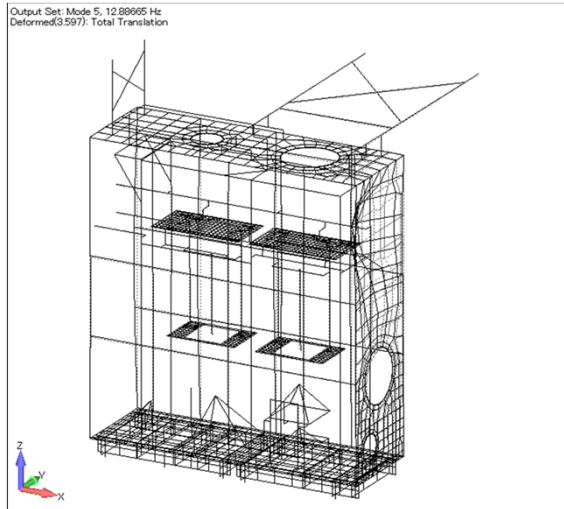 Output Set: Mode 5, 12.88665 Hz
Deformed(3.597): Total Translation
Z
Y
X